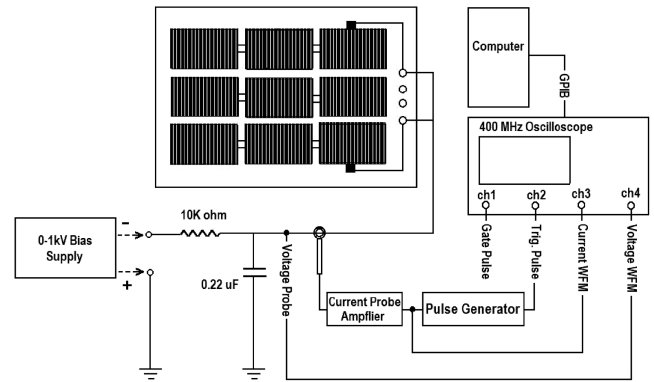 Computer
GPIB
400 MHz Oscilloscope
ch1 ch2 ch3 ch4
Gate Pulse
Trig. Pulse
Current WFM
Voltage WFM
10K ohm
0-1kV Bias
Supply
-
+
0.22 uF
Voltage Probe
Current Probe
Ampflier
Pulse Generator